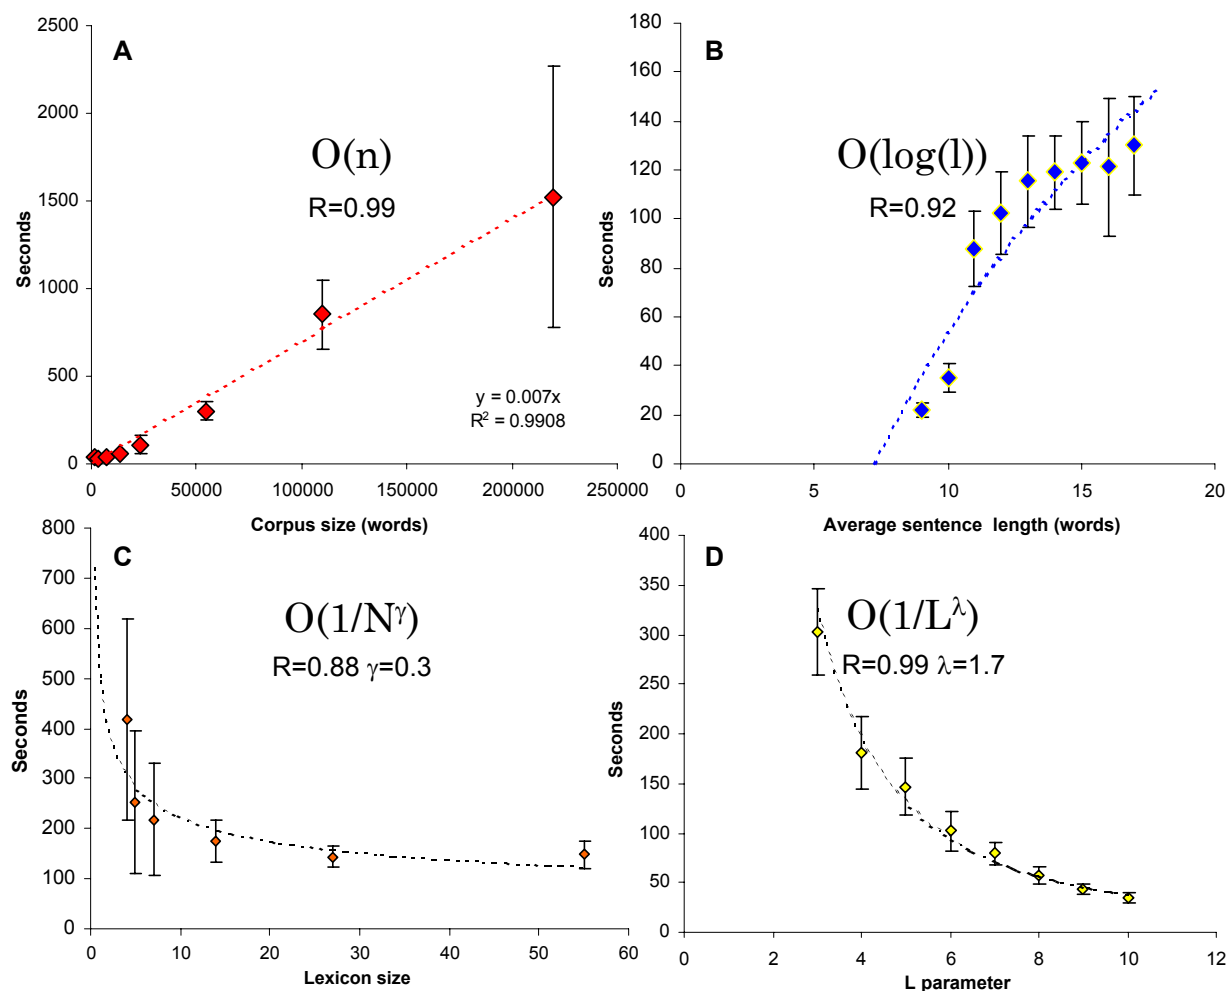 A
O(n)
R=0.99
y = 0.007x
R² = 0.9908
2500
2000
1500
1000
500
0
0 50000 100000 150000 200000 250000
Seconds
Corpus size (words)
B
O(log(l))
R=0.92
180
160
140
120
100
80
60
40
20
0
0 5 10 15 20
Seconds
Average sentence length (words)
C
O(1/N^γ)
R=0.88 γ=0.3
800
700
600
500
400
300
200
100
0
0 10 20 30 40 50 60
Seconds
Lexicon size
D
O(1/L^λ)
R=0.99 λ=1.7
400
350
300
250
200
150
100
50
0
0 2 4 6 8 10 12
Seconds
L parameter